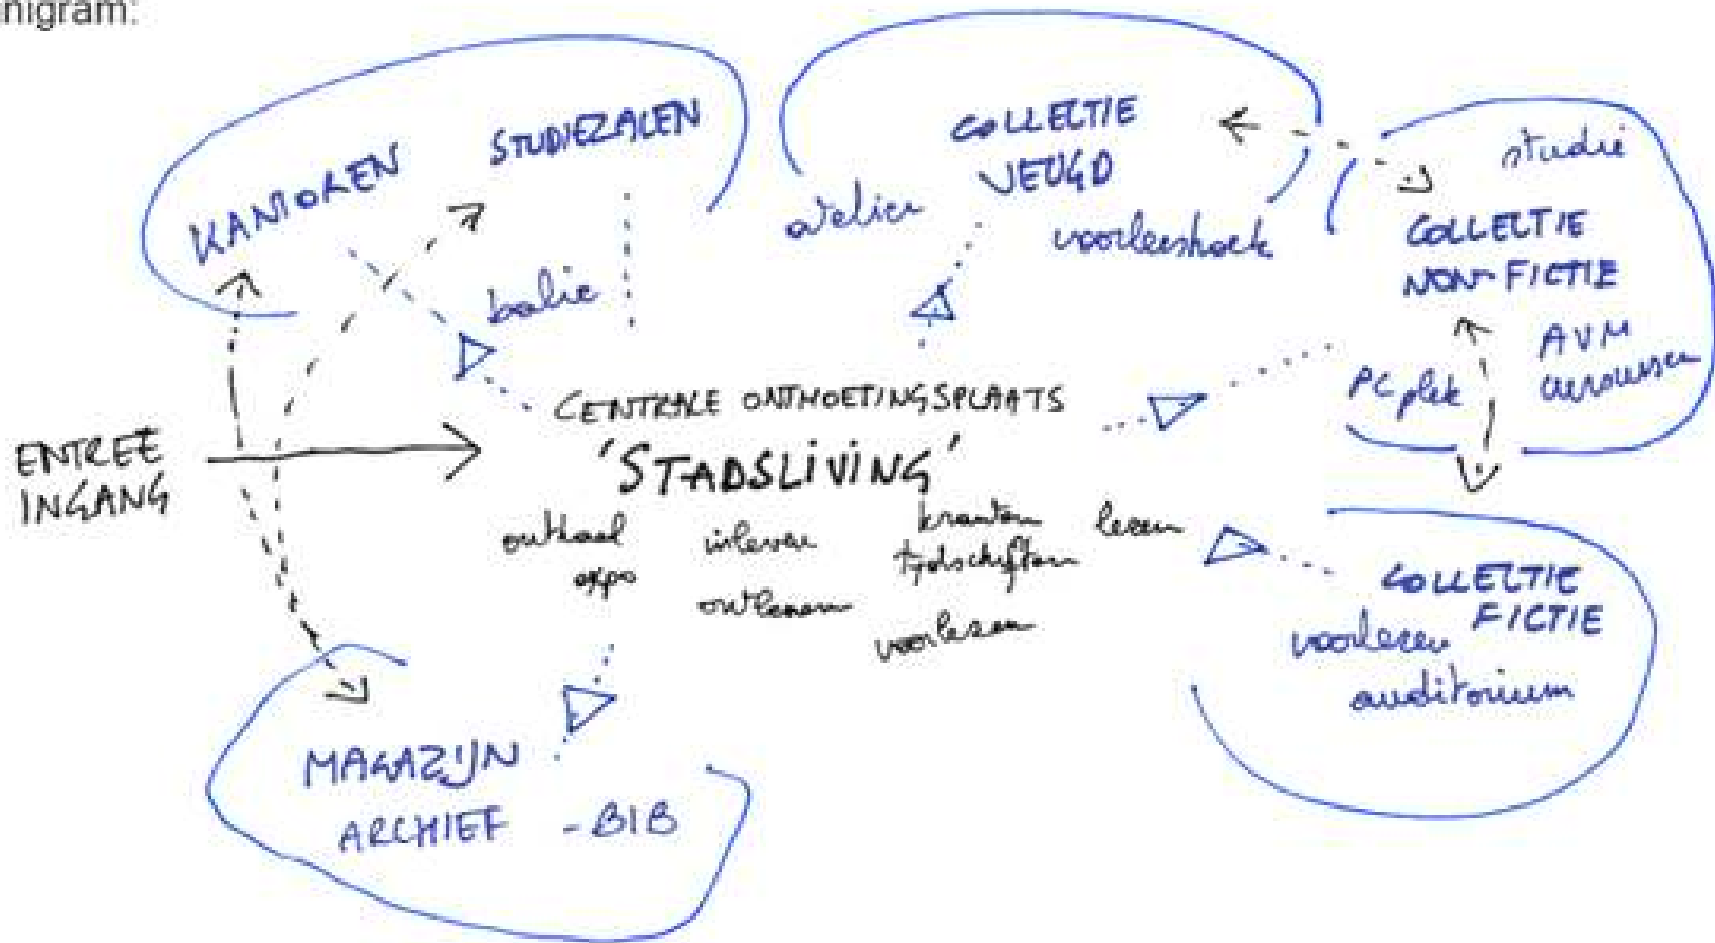 nigram:
KANTOREN
STUDIEZALEN
balie
COLLECTIE
JEUGD
atelier
voorleeshoek
studie
COLLECTIE
NON-FICTIE
AVM
PC plek
ENTREE
INGANG
CENTRALE ONTMOETINGSPLAATS
'STADSLIVING'
onthaal
expo
inleveren
ontlenen
kranten
tijdschriften
voorlezen
lezen
COLLECTIE
FICTIE
voorlezen
auditorium
MAGAZIJN
ARCHIEF - BIB